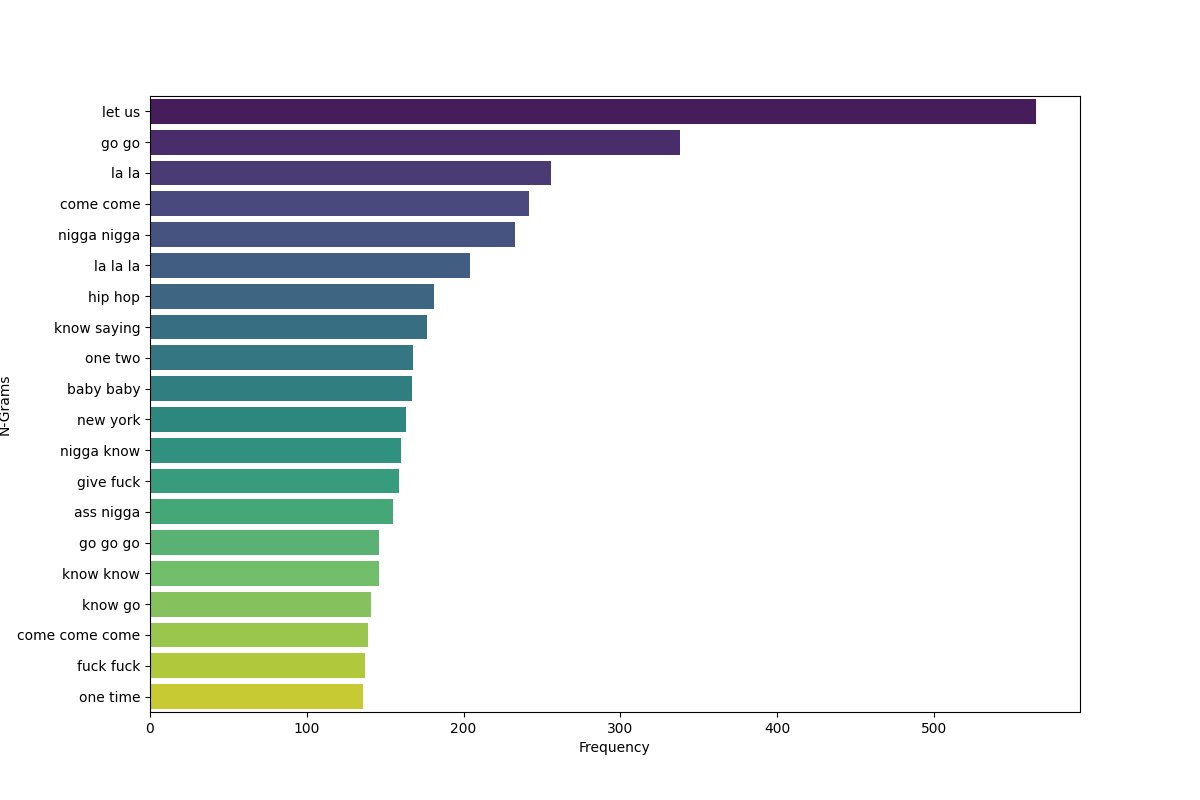 let us
go go
la la
come come
nigga nigga
la la la
hip hop
know saying
one two
baby baby
new york
nigga know
give fuck
ass nigga
go go go
know know
know go
come come come
fuck fuck
one time
N-Grams
0 100 200 300 400 500
Frequency